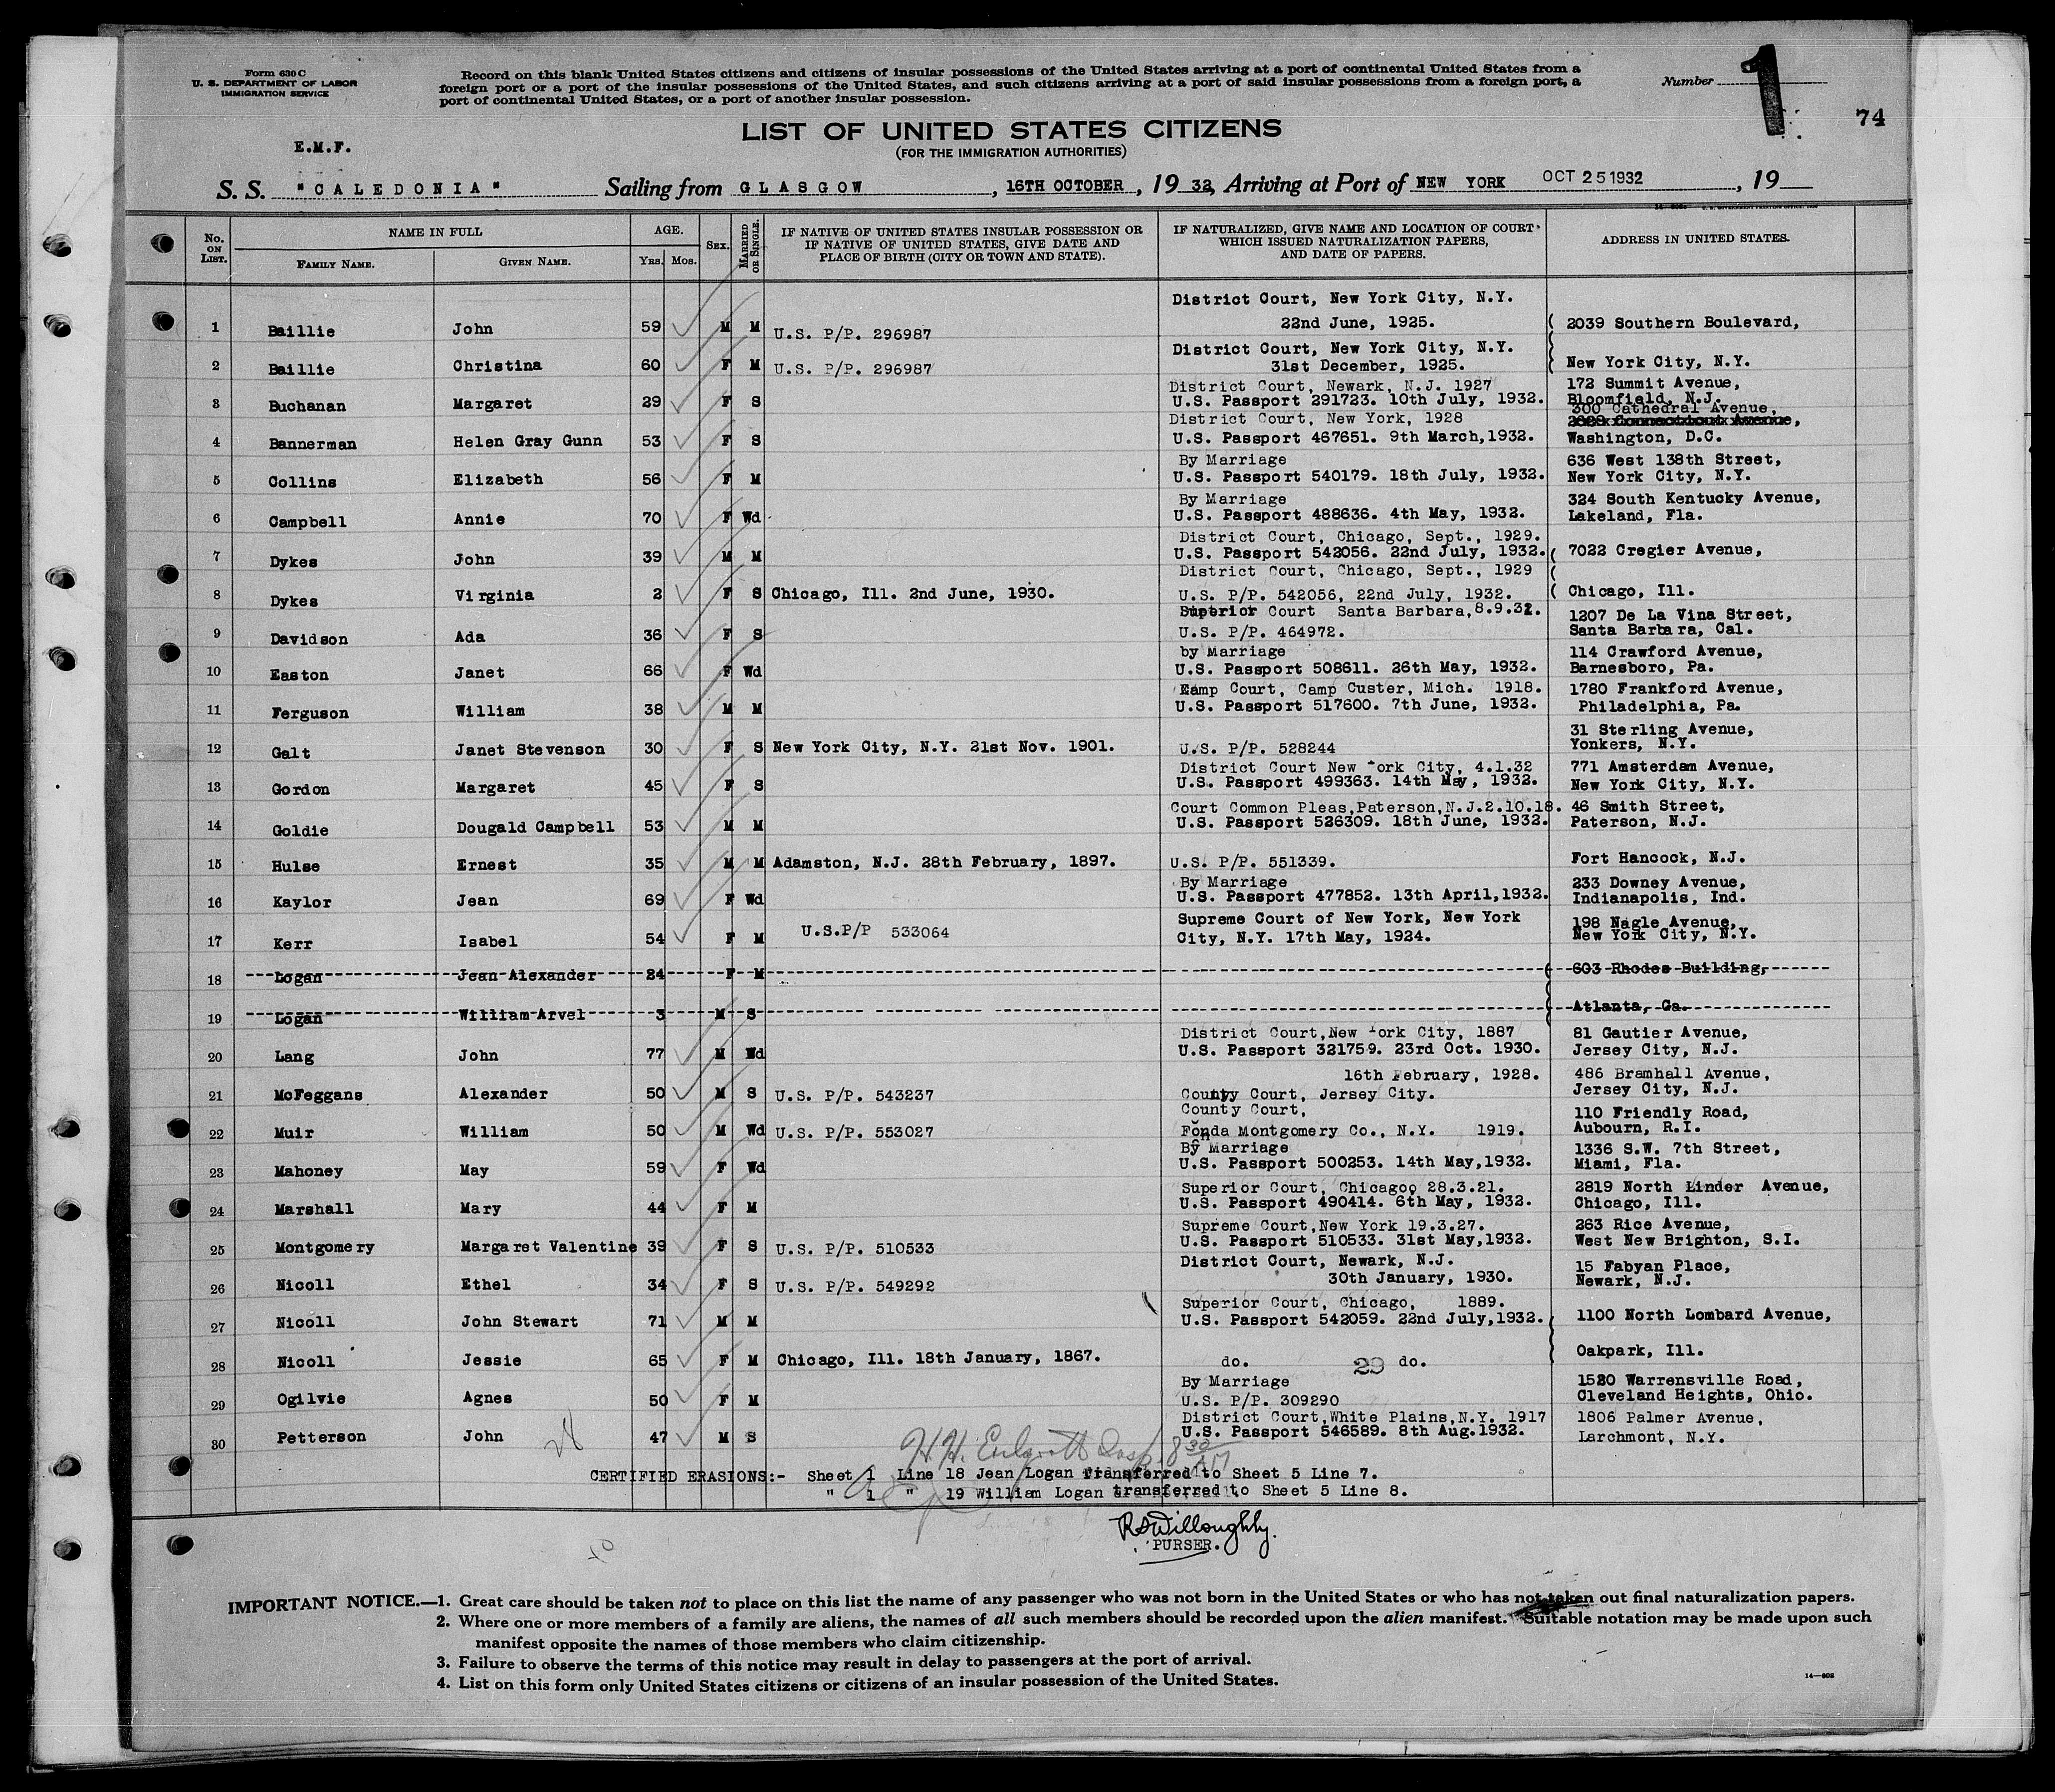 Form 630 C
U. S. DEPARTMENT OF LABOR
IMMIGRATION SERVICE
Record on this blank United States citizens and citizens of insular possessions of the United States arriving at a port of continental United States from a
foreign port or a port of the insular possessions of the United States, and such citizens arriving at a port of said insular possessions from a foreign port, a
port of continental United States, or a port of another insular possession.
Number 1
74
LIST OF UNITED STATES CITIZENS
(FOR THE IMMIGRATION AUTHORITIES)
E.M.F.
S. S. "CALEDONIA" Sailing from GLASGOW, 16TH OCTOBER, 19 32, Arriving at Port of NEW YORK OCT 25 1932, 19
No. ON LIST.
NAME IN FULL
FAMILY NAME. GIVEN NAME.
AGE.
YRS. MOS.
SEX.
MARRIED OR SINGLE.
IF NATIVE OF UNITED STATES INSULAR POSSESSION OR
IF NATIVE OF UNITED STATES, GIVE DATE AND
PLACE OF BIRTH (CITY OR TOWN AND STATE).
IF NATURALIZED, GIVE NAME AND LOCATION OF COURT
WHICH ISSUED NATURALIZATION PAPERS,
AND DATE OF PAPERS.
ADDRESS IN UNITED STATES.
District Court, New York City, N.Y.
1 Baillie John 59 M M U.S. P/P. 296987 22nd June, 1925. 2039 Southern Boulevard,
District Court, New York City, N.Y.
2 Baillie Christina 60 F M U.S. P/P. 296987 31st December, 1925. New York City, N.Y.
District Court, Newark, N.J. 1927 172 Summit Avenue,
3 Buchanan Margaret 29 F S U.S. Passport 291723. 10th July, 1932. Bloomfield, N.J.
District Court, New York, 1928 300 Cathedral Avenue,
4 Bannerman Helen Gray Gunn 53 F S U.S. Passport 467651. 9th March,1932. Washington, D.C.
By Marriage 636 West 138th Street,
5 Collins Elizabeth 56 F M U.S. Passport 540179. 18th July, 1932. New York City, N.Y.
By Marriage 324 South Kentucky Avenue,
6 Campbell Annie 70 F Wd U.S. Passport 488636. 4th May, 1932. Lakeland, Fla.
District Court, Chicago, Sept., 1929.
7 Dykes John 39 M M U.S. Passport 542056. 22nd July, 1932. 7022 Cregier Avenue,
District Court, Chicago, Sept., 1929
8 Dykes Virginia 2 F S Chicago, Ill. 2nd June, 1930. U.S. P/P. 542056, 22nd July, 1932. Chicago, Ill.
Superior Court Santa Barbara, 8.9.31. 1207 De La Vina Street,
9 Davidson Ada 36 F S U.S. P/P. 464972. Santa Barbara, Cal.
by Marriage 114 Crawford Avenue,
10 Easton Janet 66 F Wd U.S. Passport 508611. 26th May, 1932. Barnesboro, Pa.
Camp Court, Camp Custer, Mich. 1918. 1780 Frankford Avenue,
11 Ferguson William 38 M M U.S. Passport 517600. 7th June, 1932. Philadelphia, Pa.
31 Sterling Avenue,
12 Galt Janet Stevenson 30 F S New York City, N.Y. 21st Nov. 1901. U.S. P/P. 528244 Yonkers, N.Y.
District Court New York City, 4.1.32 771 Amsterdam Avenue,
13 Gordon Margaret 45 F S U.S. Passport 499363. 14th May, 1932. New York City, N.Y.
Court Common Pleas,Paterson,N.J.2.10.18. 46 Smith Street,
14 Goldie Dougald Campbell 53 M M U.S. Passport 526309. 18th June, 1932. Paterson, N.J.
15 Hulse Ernest 35 M M Adamston, N.J. 28th February, 1897. U.S. P/P. 551339. Fort Hancock, N.J.
By Marriage 233 Downey Avenue,
16 Kaylor Jean 69 F Wd U.S. Passport 477852. 13th April,1932. Indianapolis, Ind.
Supreme Court of New York, New York 198 Nagle Avenue,
17 Kerr Isabel 54 F M U.S.P/P 533064 City, N.Y. 17th May, 1924. New York City, N.Y.
18 Logan Jean Alexander 24 F M 603 Rhodes Building,
19 Logan William Arvel 3 M S Atlanta, Ga.
District Court,New York City, 1887 81 Gautier Avenue,
20 Lang John 77 M Wd U.S. Passport 321759. 23rd Oct. 1930. Jersey City, N.J.
16th February, 1928. 486 Bramhall Avenue,
21 McFeggans Alexander 50 M S U.S. P/P. 543237 County Court, Jersey City. Jersey City, N.J.
County Court, 110 Friendly Road,
22 Muir William 50 M Wd U.S. P/P. 553027 Fonda Montgomery Co., N.Y. 1919. Aubourn, R.I.
By Marriage 1336 S.W. 7th Street,
23 Mahoney May 59 F Wd U.S. Passport 500253. 14th May,1932. Miami, Fla.
Superior Court, Chicagoo 28.3.21. 2819 North Linder Avenue,
24 Marshall Mary 44 F M U.S. Passport 490414. 6th May, 1932. Chicago, Ill.
Supreme Court,New York 19.3.27. 263 Rice Avenue,
25 Montgomery Margaret Valentine 39 F S U.S. P/P. 510533 U.S. Passport 510533. 31st May,1932. West New Brighton, S.I.
District Court, Newark, N.J. 15 Fabyan Place,
26 Nicoll Ethel 34 F S U.S. P/P. 549292 30th January, 1930. Newark, N.J.
Superior Court, Chicago, 1889.
27 Nicoll John Stewart 71 M M U.S. Passport 542059. 22nd July,1932. 1100 North Lombard Avenue,
28 Nicoll Jessie 65 F M Chicago, Ill. 18th January, 1867. do. 29 do. Oakpark, Ill.
By Marriage 1520 Warrensville Road,
29 Ogilvie Agnes 50 F M U.S. P/P. 309290 Cleveland Heights, Ohio.
District Court,White Plains,N.Y. 1917 1806 Palmer Avenue,
30 Petterson John 47 M S U.S. Passport 546589. 8th Aug.1932. Larchmont, N.Y.
28
8 30 AM
CERTIFIED ERASIONS:- Sheet 1 Line 18 Jean Logan transferred to Sheet 5 Line 7.
" 1 " 19 William Logan transferred to Sheet 5 Line 8.
R Willoughby.
PURSER.
IMPORTANT NOTICE.—1. Great care should be taken not to place on this list the name of any passenger who was not born in the United States or who has not taken out final naturalization papers.
2. Where one or more members of a family are aliens, the names of all such members should be recorded upon the alien manifest. Suitable notation may be made upon such
manifest opposite the names of those members who claim citizenship.
3. Failure to observe the terms of this notice may result in delay to passengers at the port of arrival.
4. List on this form only United States citizens or citizens of an insular possession of the United States.